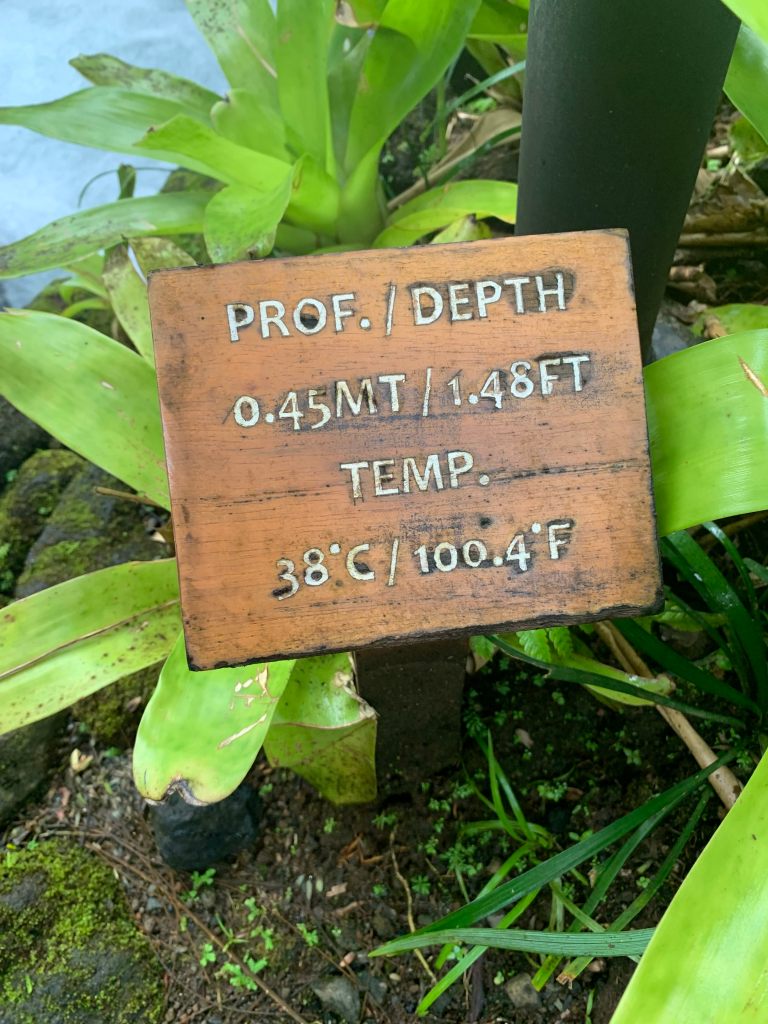 PROF. / DEPTH
0.45MT / 1.48FT
TEMP.
38°C / 100.4°F